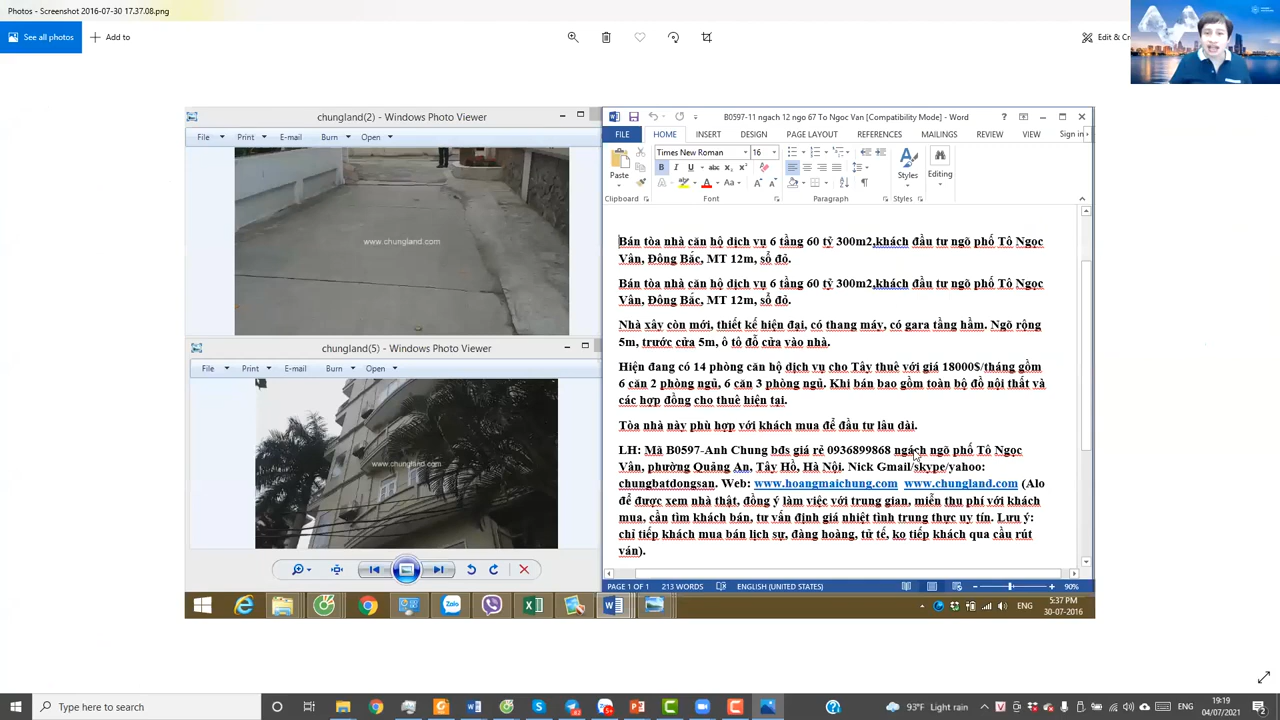 Photos - Screenshot 2016-07-30 17.37.08.png
See all photos
Add to
Edit & Cr
chungland(2) - Windows Photo Viewer
File Print E-mail Burn Open
www.chungland.com
chungland(5) - Windows Photo Viewer
File Print E-mail Burn Open
www.chungland.com
B0597-11 ngach 12 ngo 67 To Ngoc Van [Compatibility Mode] - Word
FILE HOME INSERT DESIGN PAGE LAYOUT REFERENCES MAILINGS REVIEW VIEW Sign in
Times New Roman 16
Paste
Styles
Editing
Clipboard Font Paragraph Styles
Bán tòa nhà căn hộ dịch vụ 6 tầng 60 tỷ 300m2,khách đầu tư ngõ phố Tô Ngọc
Vân, Đông Bắc, MT 12m, sổ đỏ.
Bán tòa nhà căn hộ dịch vụ 6 tầng 60 tỷ 300m2,khách đầu tư ngõ phố Tô Ngọc
Vân, Đông Bắc, MT 12m, sổ đỏ.
Nhà xây còn mới, thiết kế hiện đại, có thang máy, có gara tầng hầm. Ngõ rộng
5m, trước cửa 5m, ô tô đỗ cửa vào nhà.
Hiện đang có 14 phòng căn hộ dịch vụ cho Tây thuê với giá 18000$/tháng gồm
6 căn 2 phòng ngủ, 6 căn 3 phòng ngủ. Khi bán bao gồm toàn bộ đồ nội thất và
các hợp đồng cho thuê hiện tại.
Tòa nhà này phù hợp với khách mua để đầu tư lâu dài.
LH: Mã B0597-Anh Chung bđs giá rẻ 0936899868 ngách ngõ phố Tô Ngọc
Vân, phường Quảng An, Tây Hồ, Hà Nội. Nick Gmail/skype/yahoo:
chungbatdongsan. Web: www.hoangmaichung.com www.chungland.com (Alo
để được xem nhà thật, đồng ý làm việc với trung gian, miễn thu phí với khách
mua, cần tìm khách bán, tư vấn định giá nhiệt tình trung thực uy tín. Lưu ý:
chỉ tiếp khách mua bán lịch sự, đàng hoàng, tử tế, ko tiếp khách qua cầu rút
ván).
PAGE 1 OF 1 213 WORDS ENGLISH (UNITED STATES) 90%
Zalo
ENG
5:37 PM
30-07-2016
Type here to search
93°F Light rain
ENG
19:19
04/07/2021